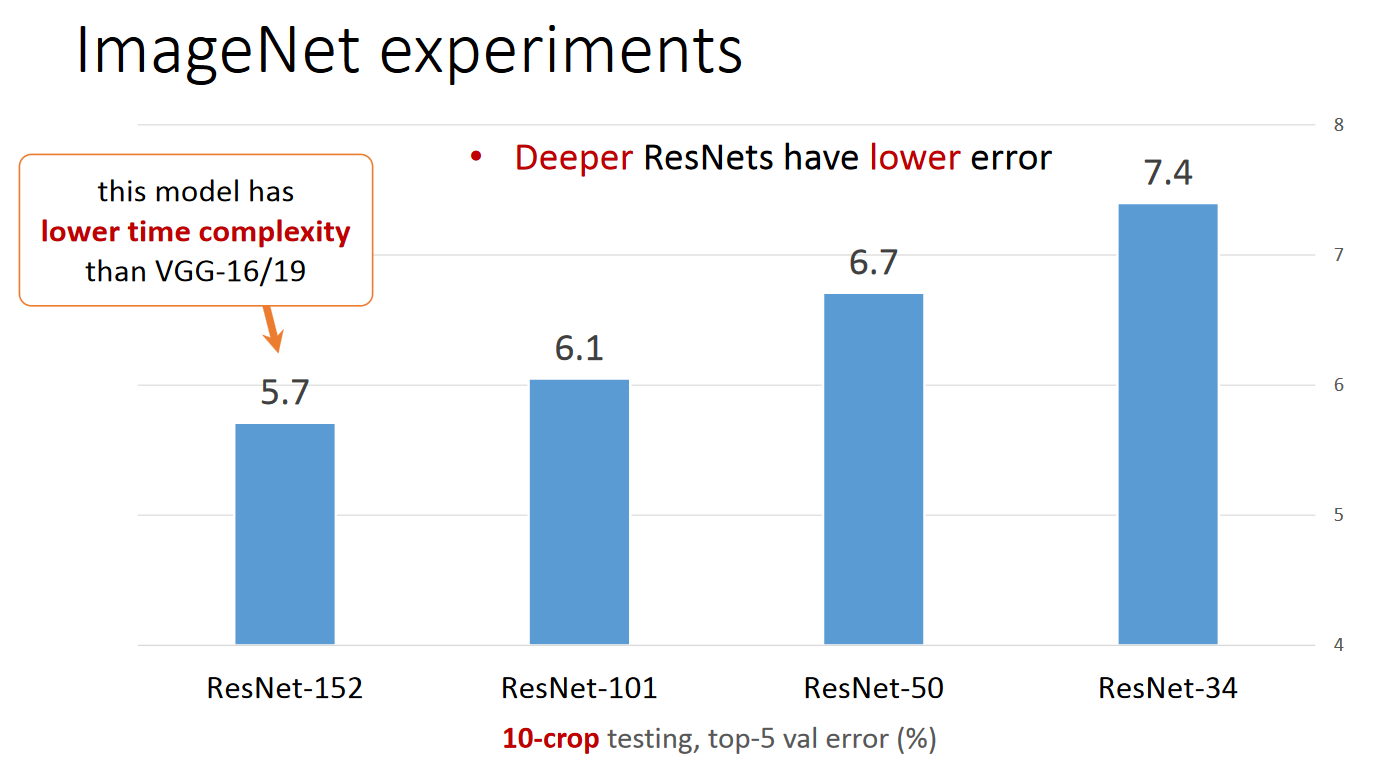 ImageNet experiments
• Deeper ResNets have lower error
this model has
lower time complexity
than VGG-16/19
8
7
6
5
4
5.7
6.1
6.7
7.4
ResNet-152
ResNet-101
ResNet-50
ResNet-34
10-crop testing, top-5 val error (%)